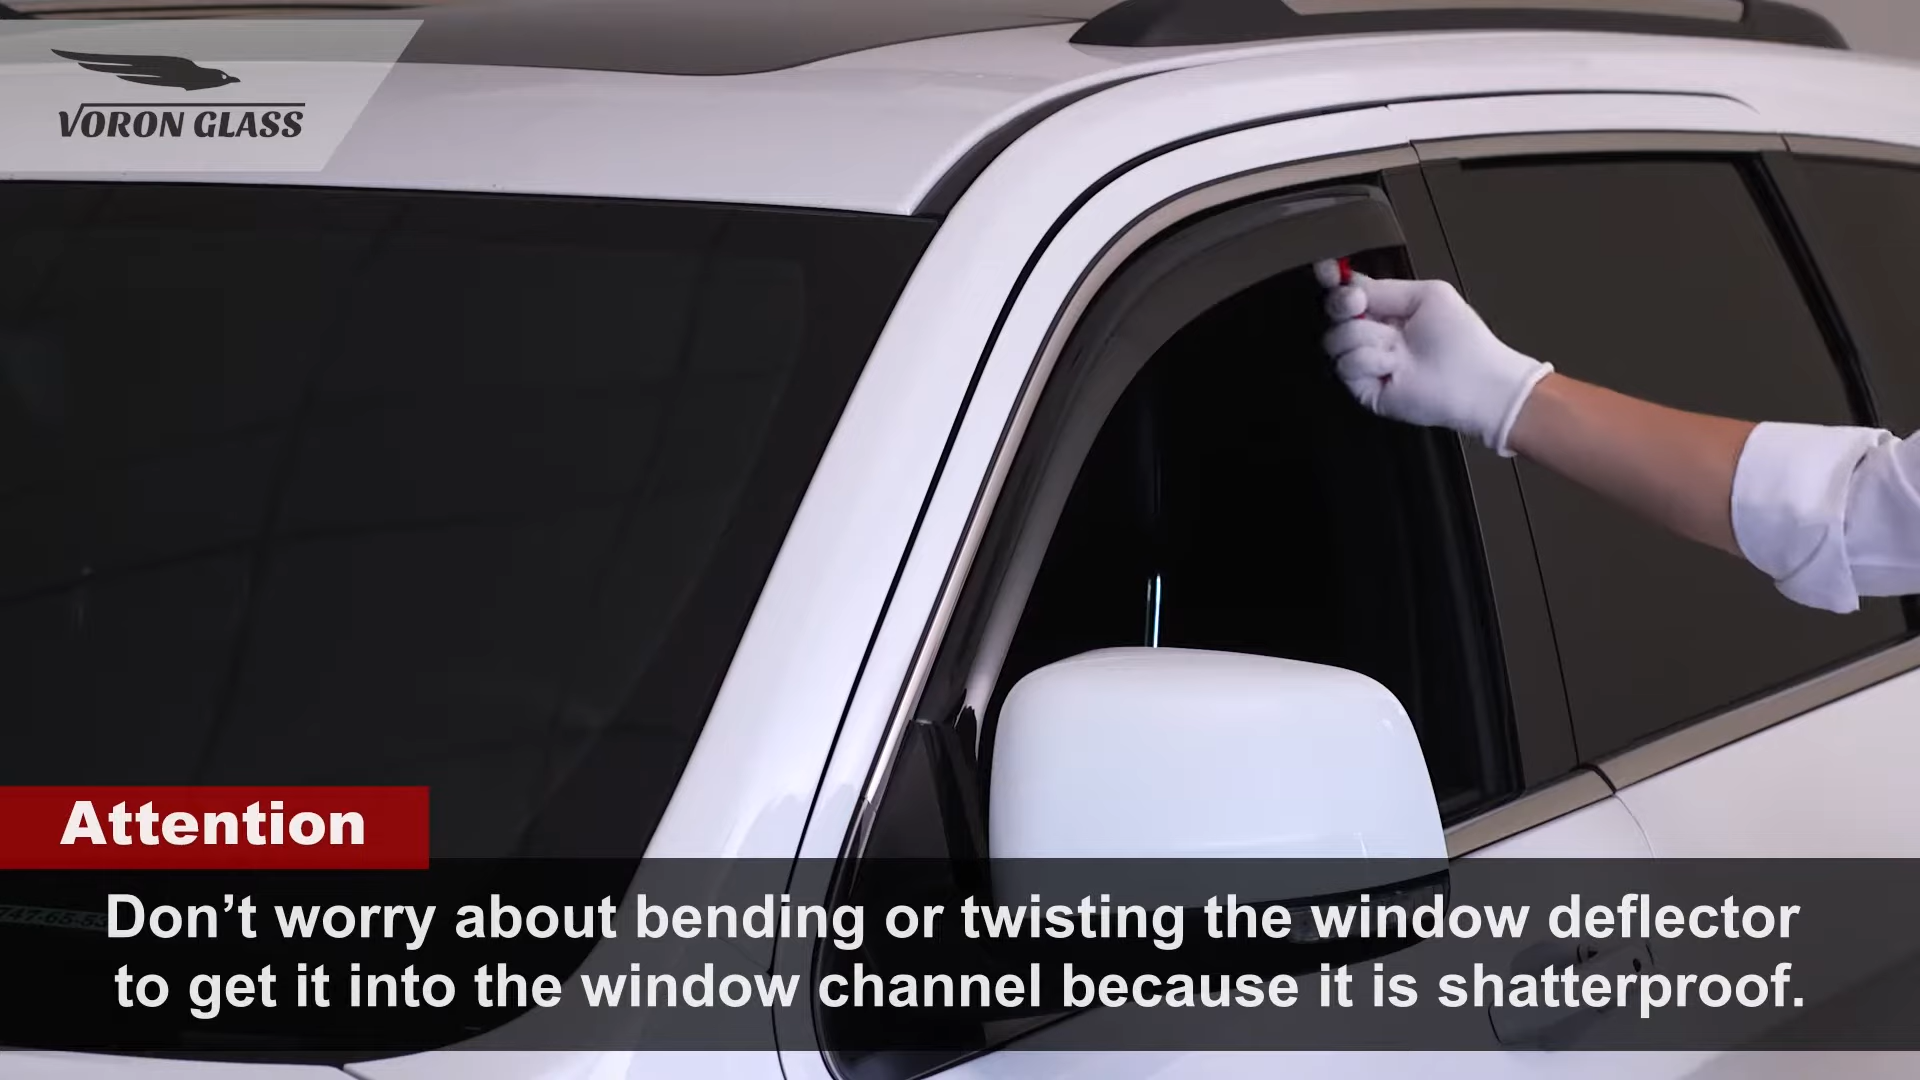 VORON GLASS
Attention
Don’t worry about bending or twisting the window deflector
to get it into the window channel because it is shatterproof.